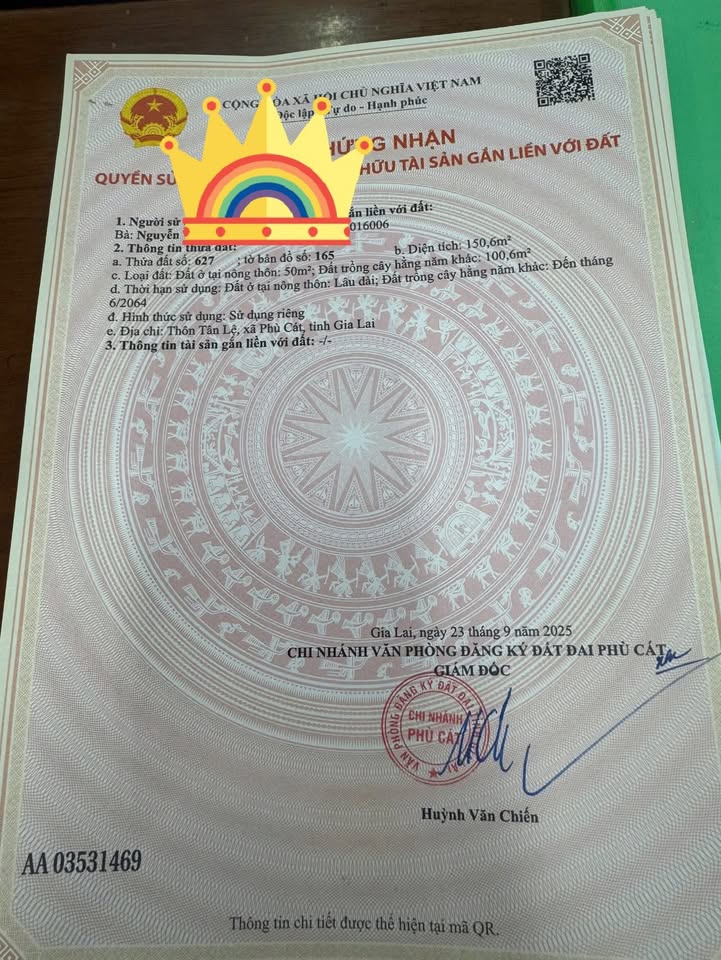 CỘNG HÒA XÃ HỘI CHỦ NGHĨA VIỆT NAM
Độc lập Tự do - Hạnh phúc
NHẬN
QUYỀN HỮU TÀI SẢN GẮN LIỀN VỚI ĐẤT
1. Người sử gắn liền với đất:
Bà: Nguyễn 016006
2. Thông tin thửa đất:
a. Thửa đất số: 627 ; tờ bản đồ số: 165 b. Diện tích: 150,6m²
c. Loại đất: Đất ở tại nông thôn: 50m²; Đất trồng cây hằng năm khác: 100,6m²
d. Thời hạn sử dụng: Đất ở tại nông thôn: Lâu dài; Đất trồng cây hằng năm khác: Đến tháng
6/2064
đ. Hình thức sử dụng: Sử dụng riêng
e. Địa chỉ: Thôn Tân Lệ, xã Phù Cát, tỉnh Gia Lai
3. Thông tin tài sản gắn liền với đất: -/-
Gia Lai, ngày 23 tháng 9 năm 2025
CHI NHÁNH VĂN PHÒNG ĐĂNG KÝ ĐẤT ĐAI PHÙ CÁT
GIÁM ĐỐC
VĂN PHÒNG ĐĂNG KÝ ĐẤT ĐAI
CHI NHÁNH
PHÙ CÁT
Huỳnh Văn Chiến
AA 03531469
Thông tin chi tiết được thể hiện tại mã QR.